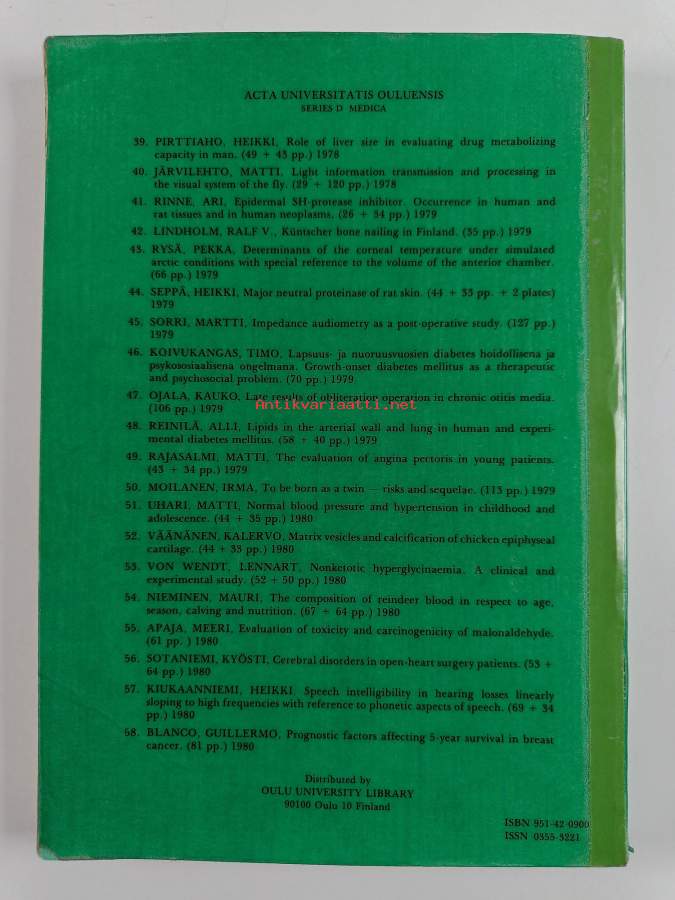 ACTA UNIVERSITATIS OULUENSIS
SERIES D MEDICA
39. PIRTTIAHO, HEIKKI, Role of liver size in evaluating drug metabolizing
capacity in man. (49 + 43 pp.) 1978
40. JÄRVILEHTO, MATTI, Light information transmission and processing in
the visual system of the fly. (29 + 120 pp.) 1978
41. RINNE, ARI, Epidermal SH-protease inhibitor. Occurrence in human and
rat tissues and in human neoplasms. (26 + 54 pp.) 1979
42. LINDHOLM, RALF V., Küntscher bone nailing in Finland. (35 pp.) 1979
43. RYSÄ, PEKKA, Determinants of the corneal temperature under simulated
arctic conditions with special reference to the volume of the anterior chamber.
(66 pp.) 1979
44. SEPPÄ, HEIKKI, Major neutral proteinase of rat skin. (44 + 33 pp. + 2 plates)
1979
45. SORRI, MARTTI, Impedance audiometry as a post-operative study. (127 pp.)
1979
46. KOIVUKANGAS, TIMO, Lapsuus- ja nuoruusvuosien diabetes hoidollisena ja
psykososiaalisena ongelmana. Growth-onset diabetes mellitus as a therapeutic
and psychosocial problem. (70 pp.) 1979
47. OJALA, KAUKO, Late results of obliteration operation in chronic otitis media.
(106 pp.) 1979
Antikvariaatti.net
48. REINILÄ, ALLI, Lipids in the arterial wall and lung in human and experi-
mental diabetes mellitus. (58 + 40 pp.) 1979
49. RAJASALMI, MATTI, The evaluation of angina pectoris in young patients.
(43 + 34 pp.) 1979
50. MOILANEN, IRMA, To be born as a twin — risks and sequelae. (113 pp.) 1979
51. UHARI, MATTI, Normal blood pressure and hypertension in childhood and
adolescence. (44 + 35 pp.) 1980
52. VÄÄNÄNEN, KALERVO, Matrix vesicles and calcification of chicken epiphyseal
cartilage. (44 + 33 pp.) 1980
53. VON WENDT, LENNART, Nonketotic hyperglycinaemia. A clinical and
experimental study. (52 + 50 pp.) 1980
54. NIEMINEN, MAURI, The composition of reindeer blood in respect to age,
season, calving and nutrition. (67 + 64 pp.) 1980
55. APAJA, MEERI, Evaluation of toxicity and carcinogenicity of malonaldehyde.
(61 pp. ) 1980
56. SOTANIEMI, KYÖSTI, Cerebral disorders in open-heart surgery patients. (53 +
64 pp.) 1980
57. KIUKAANNIEMI, HEIKKI, Speech intelligibility in hearing losses linearly
sloping to high frequencies with reference to phonetic aspects of speech. (69 + 34
pp.) 1980
58. BLANCO, GUILLERMO, Prognostic factors affecting 5-year survival in breast
cancer. (81 pp.) 1980
Distributed by
OULU UNIVERSITY LIBRARY
90100 Oulu 10 Finland
ISBN 951-42-0900
ISSN 0355-3221